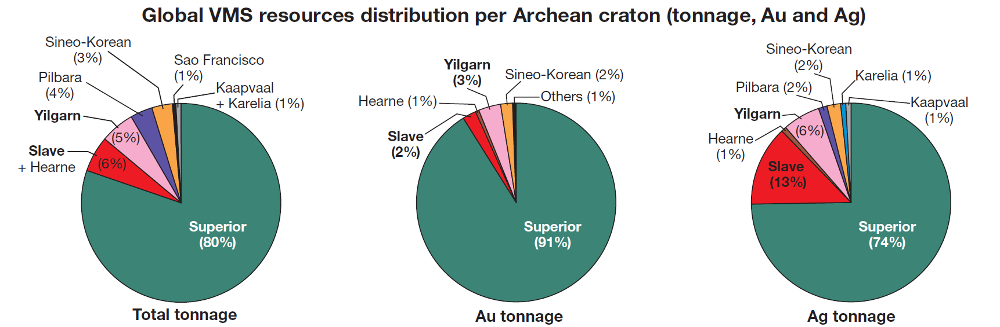 Global VMS resources distribution per Archean craton (tonnage, Au and Ag)
Sineo-Korean
(3%)
Sao Francisco
(1%)
Pilbara
(4%)
Kaapvaal
+ Karelia (1%)
Yilgarn
(5%)
Slave
+ Hearne
(6%)
Superior
(80%)
Total tonnage
Yilgarn
(3%)
Sineo-Korean (2%)
Others (1%)
Hearne (1%)
Slave
(2%)
Superior
(91%)
Au tonnage
Sineo-Korean
(2%)
Karelia (1%)
Pilbara (2%)
Kaapvaal
(1%)
Yilgarn
(6%)
Hearne
(1%)
Slave
(13%)
Superior
(74%)
Ag tonnage